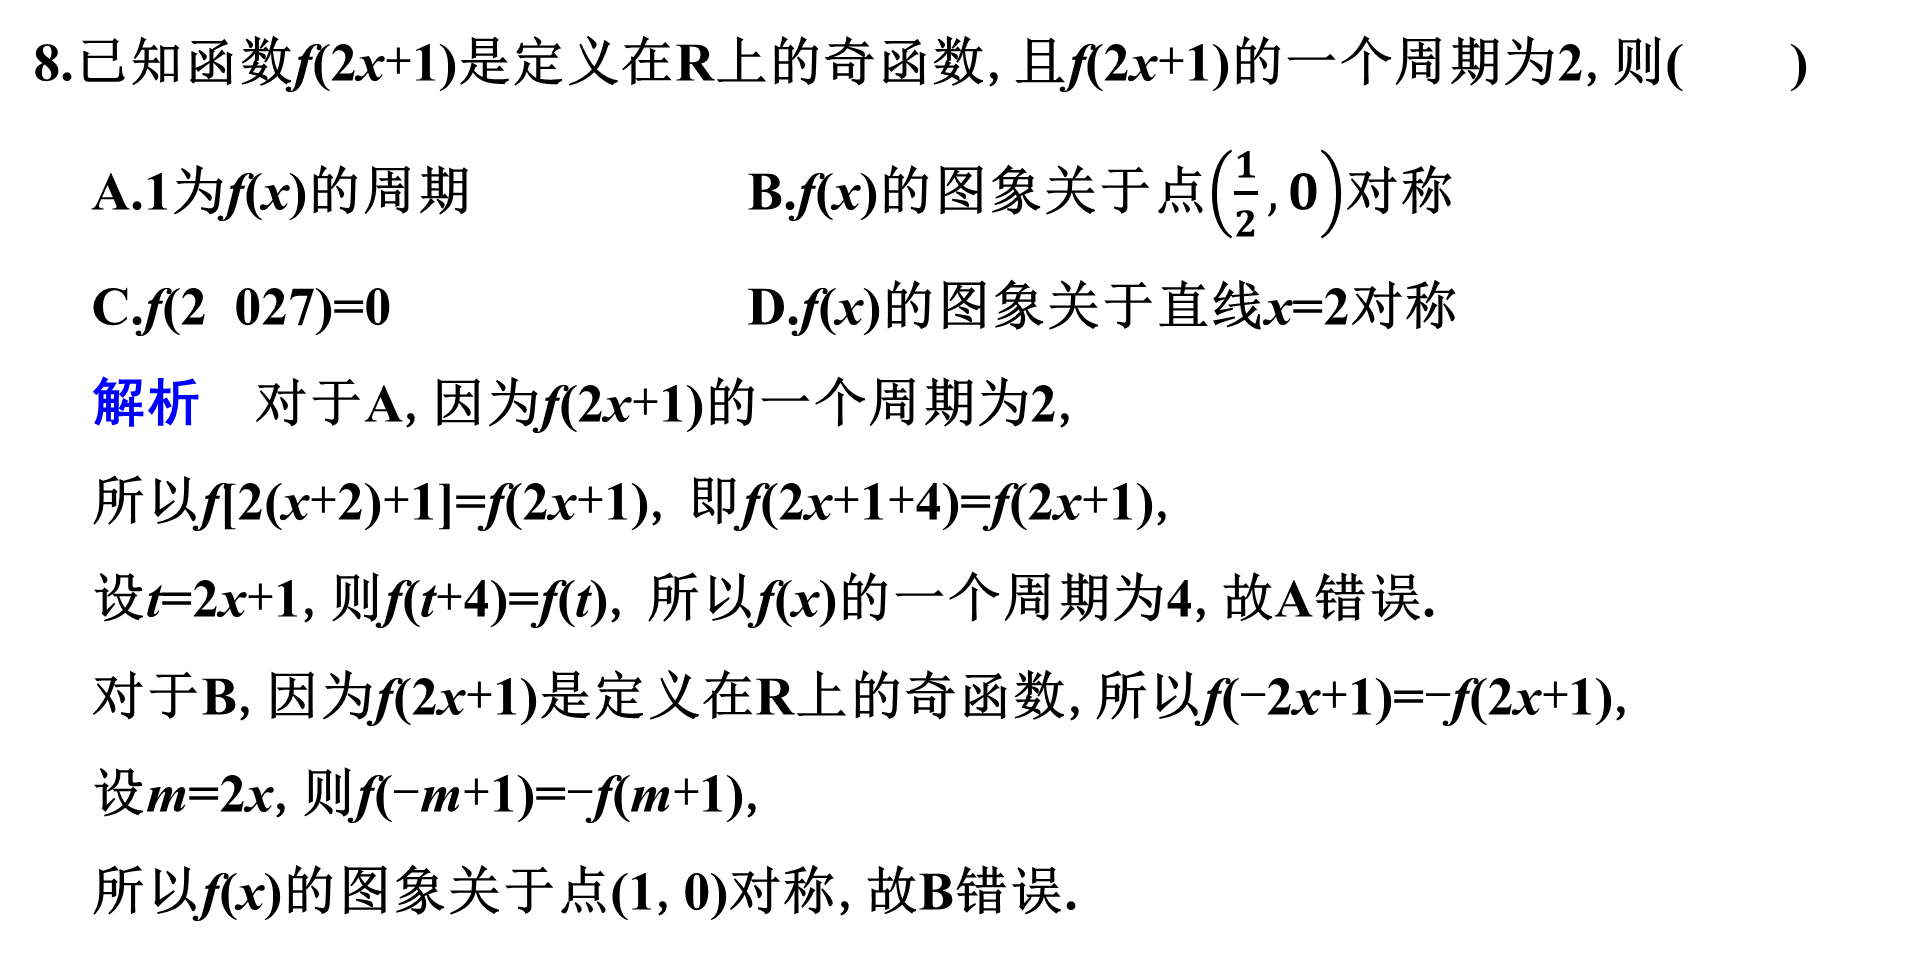 8.已知函数f(2x+1)是定义在R上的奇函数, 且f(2x+1)的一个周期为2, 则(　　)
A.1为f(x)的周期　　B.f(x)的图象关于点(1/2, 0)对称
C.f(2 027)=0　　D.f(x)的图象关于直线x=2对称
解析　对于A, 因为f(2x+1)的一个周期为2,
所以f[2(x+2)+1]=f(2x+1), 即f(2x+1+4)=f(2x+1),
设t=2x+1, 则f(t+4)=f(t), 所以f(x)的一个周期为4, 故A错误.
对于B, 因为f(2x+1)是定义在R上的奇函数, 所以f(−2x+1)=−f(2x+1),
设m=2x, 则f(−m+1)=−f(m+1),
所以f(x)的图象关于点(1, 0)对称, 故B错误.